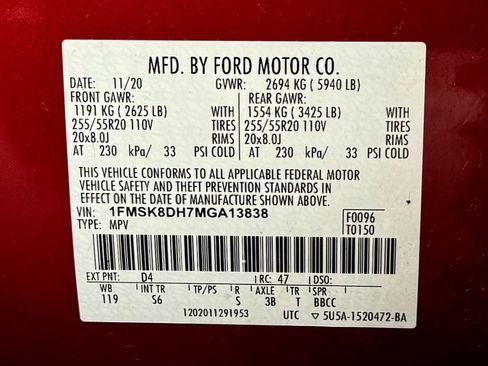 MFD. BY FORD MOTOR CO.
DATE: 11/20 GVWR: 2694 KG ( 5940 LB)
FRONT GAWR: REAR GAWR:
1191 KG ( 2625 LB) WITH 1554 KG ( 3425 LB) WITH
255/55R20 110V TIRES 255/55R20 110V TIRES
20x8.0J RIMS 20x8.0J RIMS
AT 230 kPa/ 33 PSI COLD AT 230 kPa/ 33 PSI COLD
THIS VEHICLE CONFORMS TO ALL APPLICABLE FEDERAL MOTOR
VEHICLE SAFETY AND THEFT PREVENTION STANDARDS IN
EFFECT ON THE DATE OF MANUFACTURE SHOWN ABOVE.
VIN: 1FMSK8DH7MGA13838 F0096
TYPE: MPV T0150
EXT PNT: D4 RC: 47 DSO:
WB INT TR TP/PS R AXLE TR SPR
119 S6 S 3B T BBCC
1202011291953 UTC 5U5A-1520472-BA